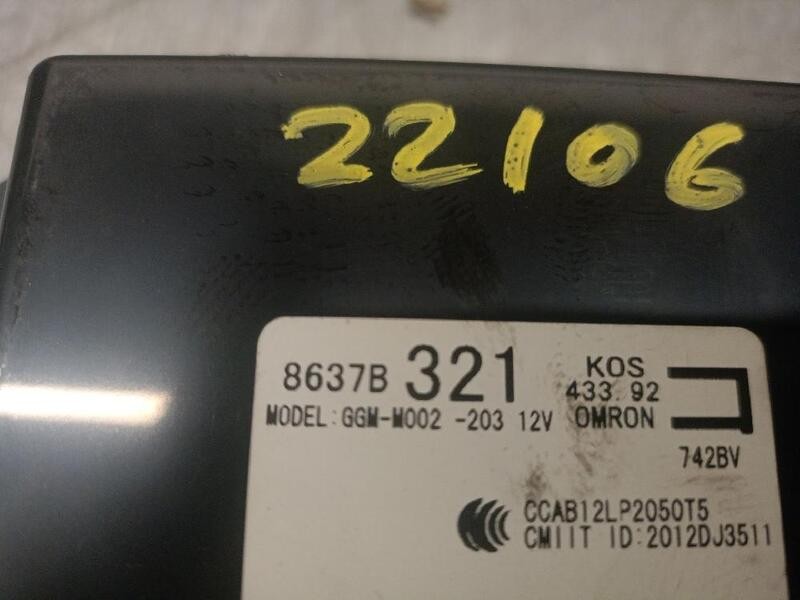 22106
8637B 321 KOS
433.92
MODEL:GGM-M002 -203 12V OMRON
742BV
CCAB12LP2050T5
CMIIT ID:2012DJ3511